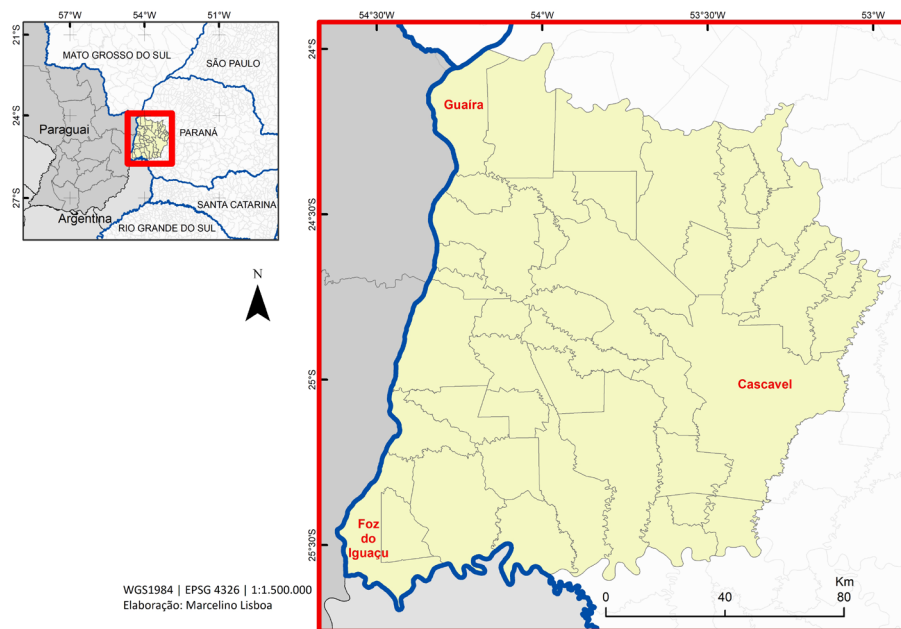 57°W
54°W
51°W
21°S
24°S
27°S
MATO GROSSO DO SUL
SÃO PAULO
Paraguai
PARANÁ
SANTA CATARINA
Argentina
RIO GRANDE DO SUL
N
54°30'W
54°W
53°30'W
53°W
24°S
24°30'S
25°S
25°30'S
Guaíra
Cascavel
Foz
do
Iguaçu
Km
0 40 80
WGS1984 | EPSG 4326 | 1:1.500.000
Elaboração: Marcelino Lisboa